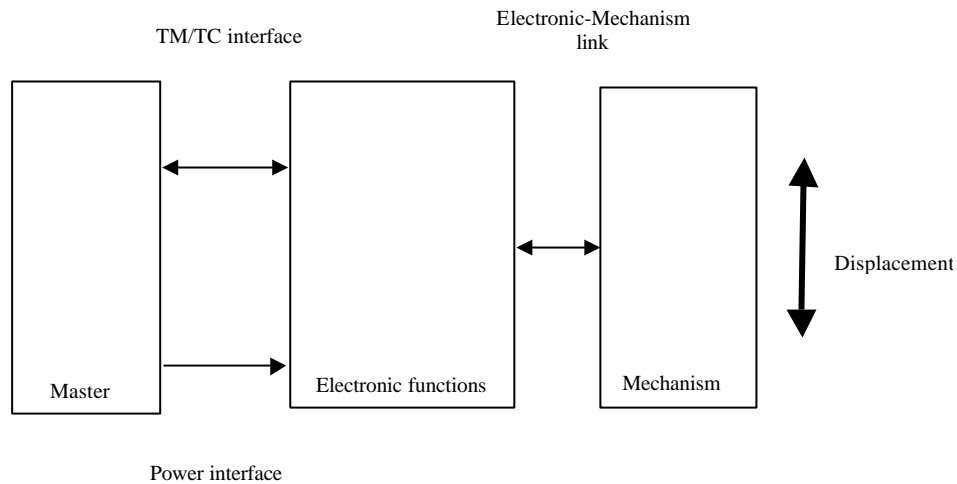 Electronic-Mechanism
link
TM/TC interface
Displacement
Master
Electronic functions
Mechanism
Power interface